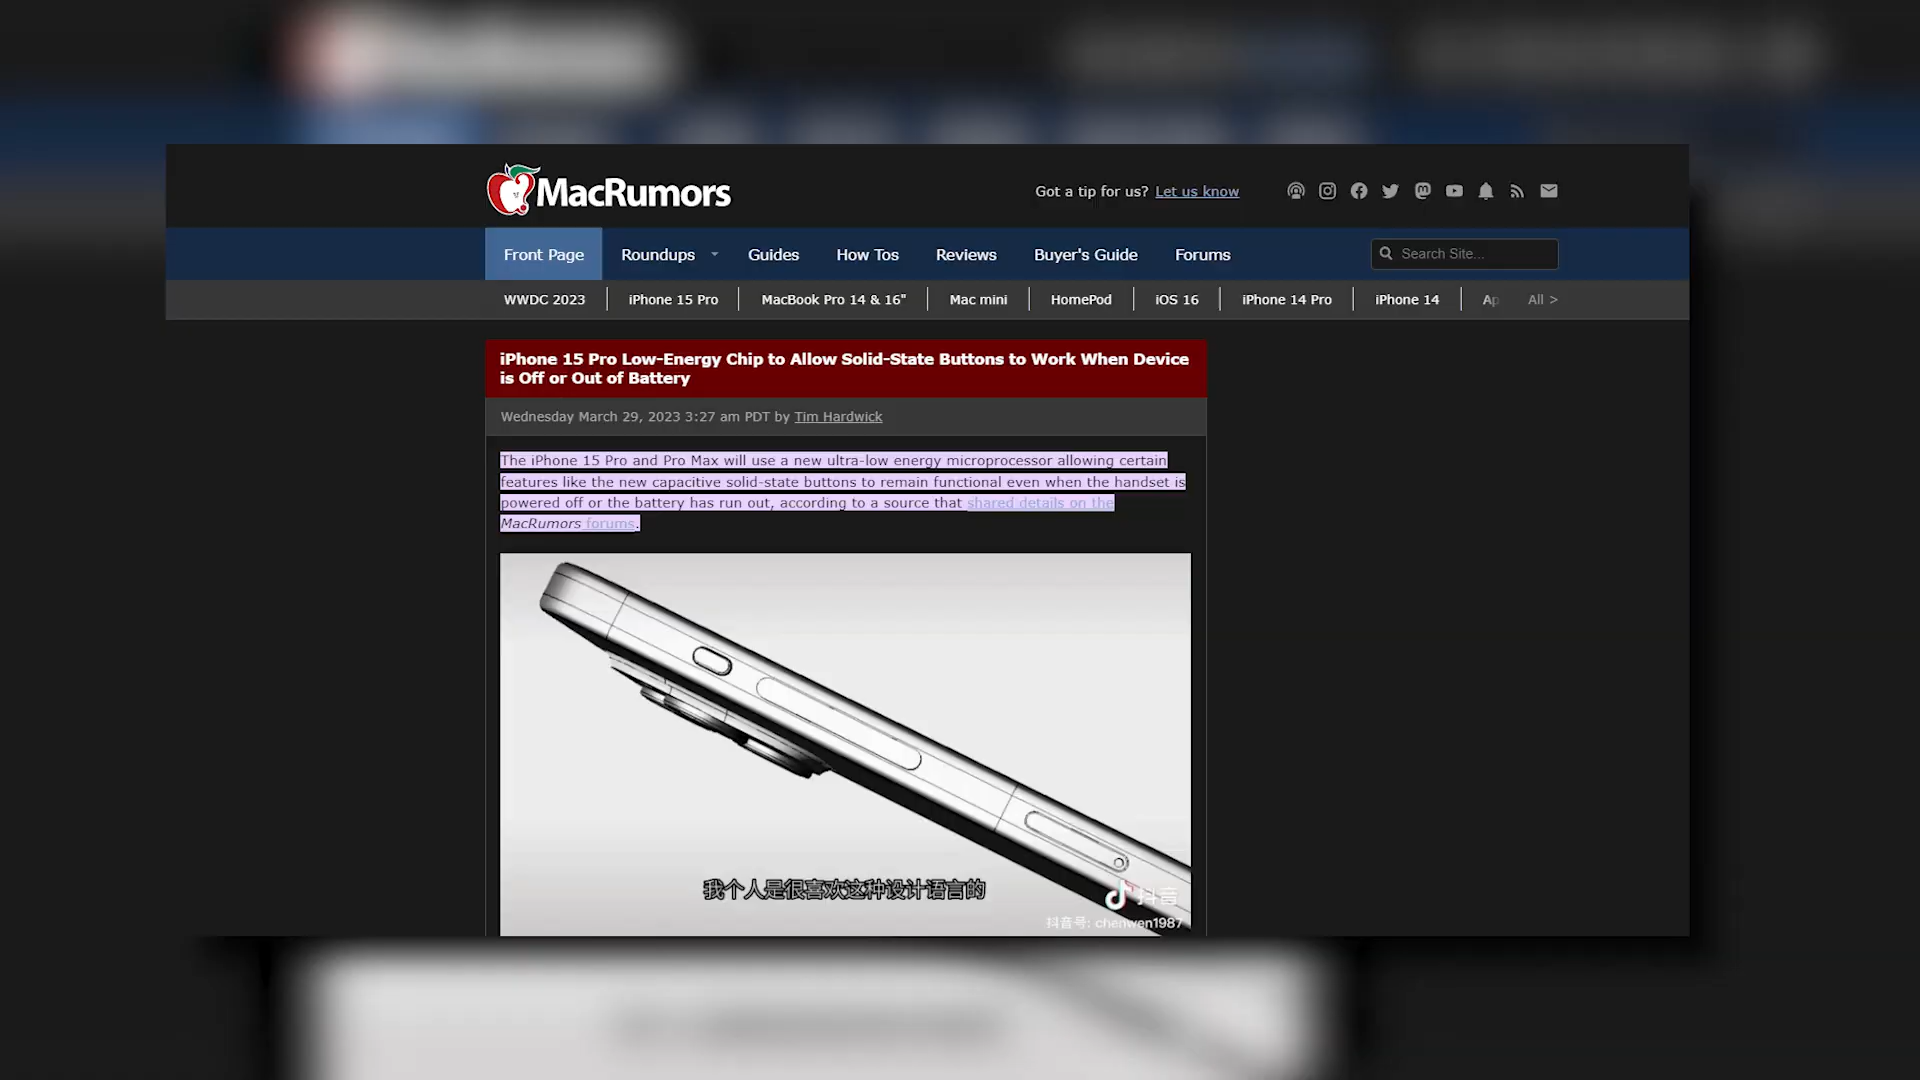 MacRumors
Got a tip for us? Let us know
Front Page Roundups Guides How Tos Reviews Buyer's Guide Forums Search Site...
WWDC 2023 iPhone 15 Pro MacBook Pro 14 & 16" Mac mini HomePod iOS 16 iPhone 14 Pro iPhone 14 Ap All >
iPhone 15 Pro Low-Energy Chip to Allow Solid-State Buttons to Work When Device
is Off or Out of Battery
Wednesday March 29, 2023 3:27 am PDT by Tim Hardwick
The iPhone 15 Pro and Pro Max will use a new ultra-low energy microprocessor allowing certain
features like the new capacitive solid-state buttons to remain functional even when the handset is
powered off or the battery has run out, according to a source that shared details on the
MacRumors forums.
我个人是很喜欢这种设计语言的
抖音
抖音号: chenwen1987